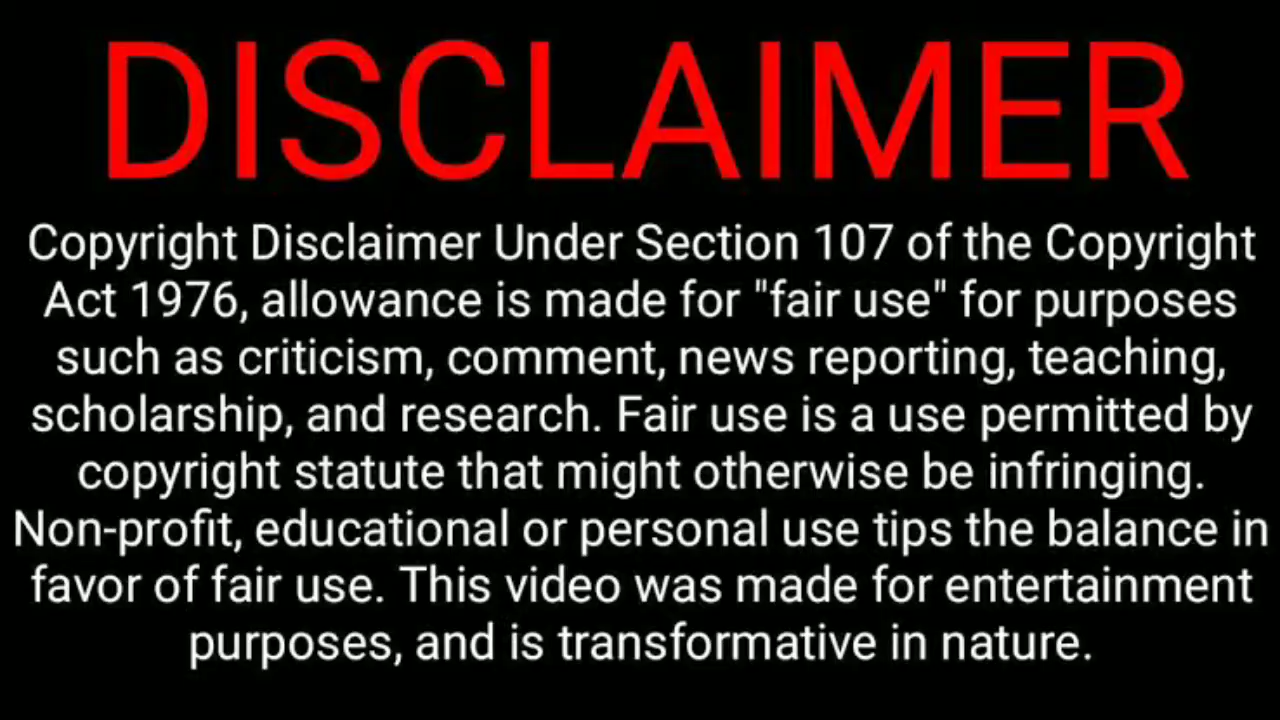 DISCLAIMER
Copyright Disclaimer Under Section 107 of the Copyright
Act 1976, allowance is made for "fair use" for purposes
such as criticism, comment, news reporting, teaching,
scholarship, and research. Fair use is a use permitted by
copyright statute that might otherwise be infringing.
Non-profit, educational or personal use tips the balance in
favor of fair use. This video was made for entertainment
purposes, and is transformative in nature.